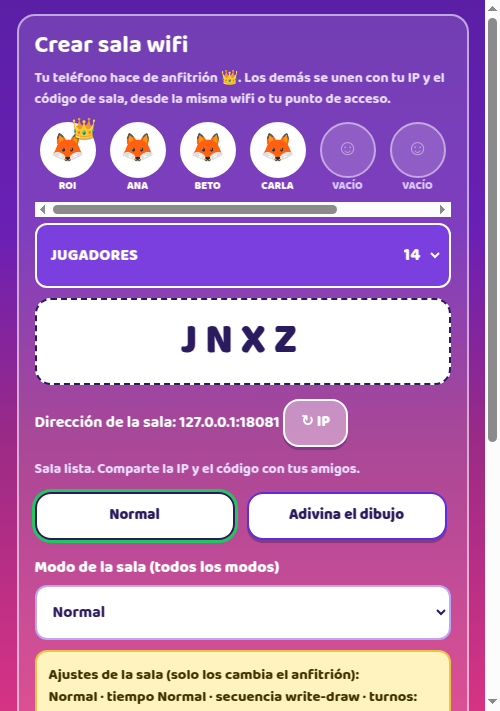 Crear sala wifi
Tu teléfono hace de anfitrión 👑. Los demás se unen con tu IP y el
código de sala, desde la misma wifi o tu punto de acceso.
ROI ANA BETO CARLA VACÍO VACÍO
JUGADORES 14
JNXZ
Dirección de la sala: 127.0.0.1:18081 ↻ IP
Sala lista. Comparte la IP y el código con tus amigos.
Normal Adivina el dibujo
Modo de la sala (todos los modos)
Normal
Ajustes de la sala (solo los cambia el anfitrión):
Normal · tiempo Normal · secuencia write-draw · turnos: